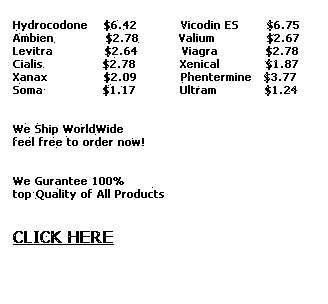 Hydrocodone $6.42 Vicodin ES $6.75
Ambien $2.78 Valium $2.67
Levitra $2.64 Viagra $2.78
Cialis $2.78 Xenical $1.87
Xanax $2.09 Phentermine $3.77
Soma $1.17 Ultram $1.24
We Ship WorldWide
feel free to order now!
We Gurantee 100%
top Quality of All Products
CLICK HERE